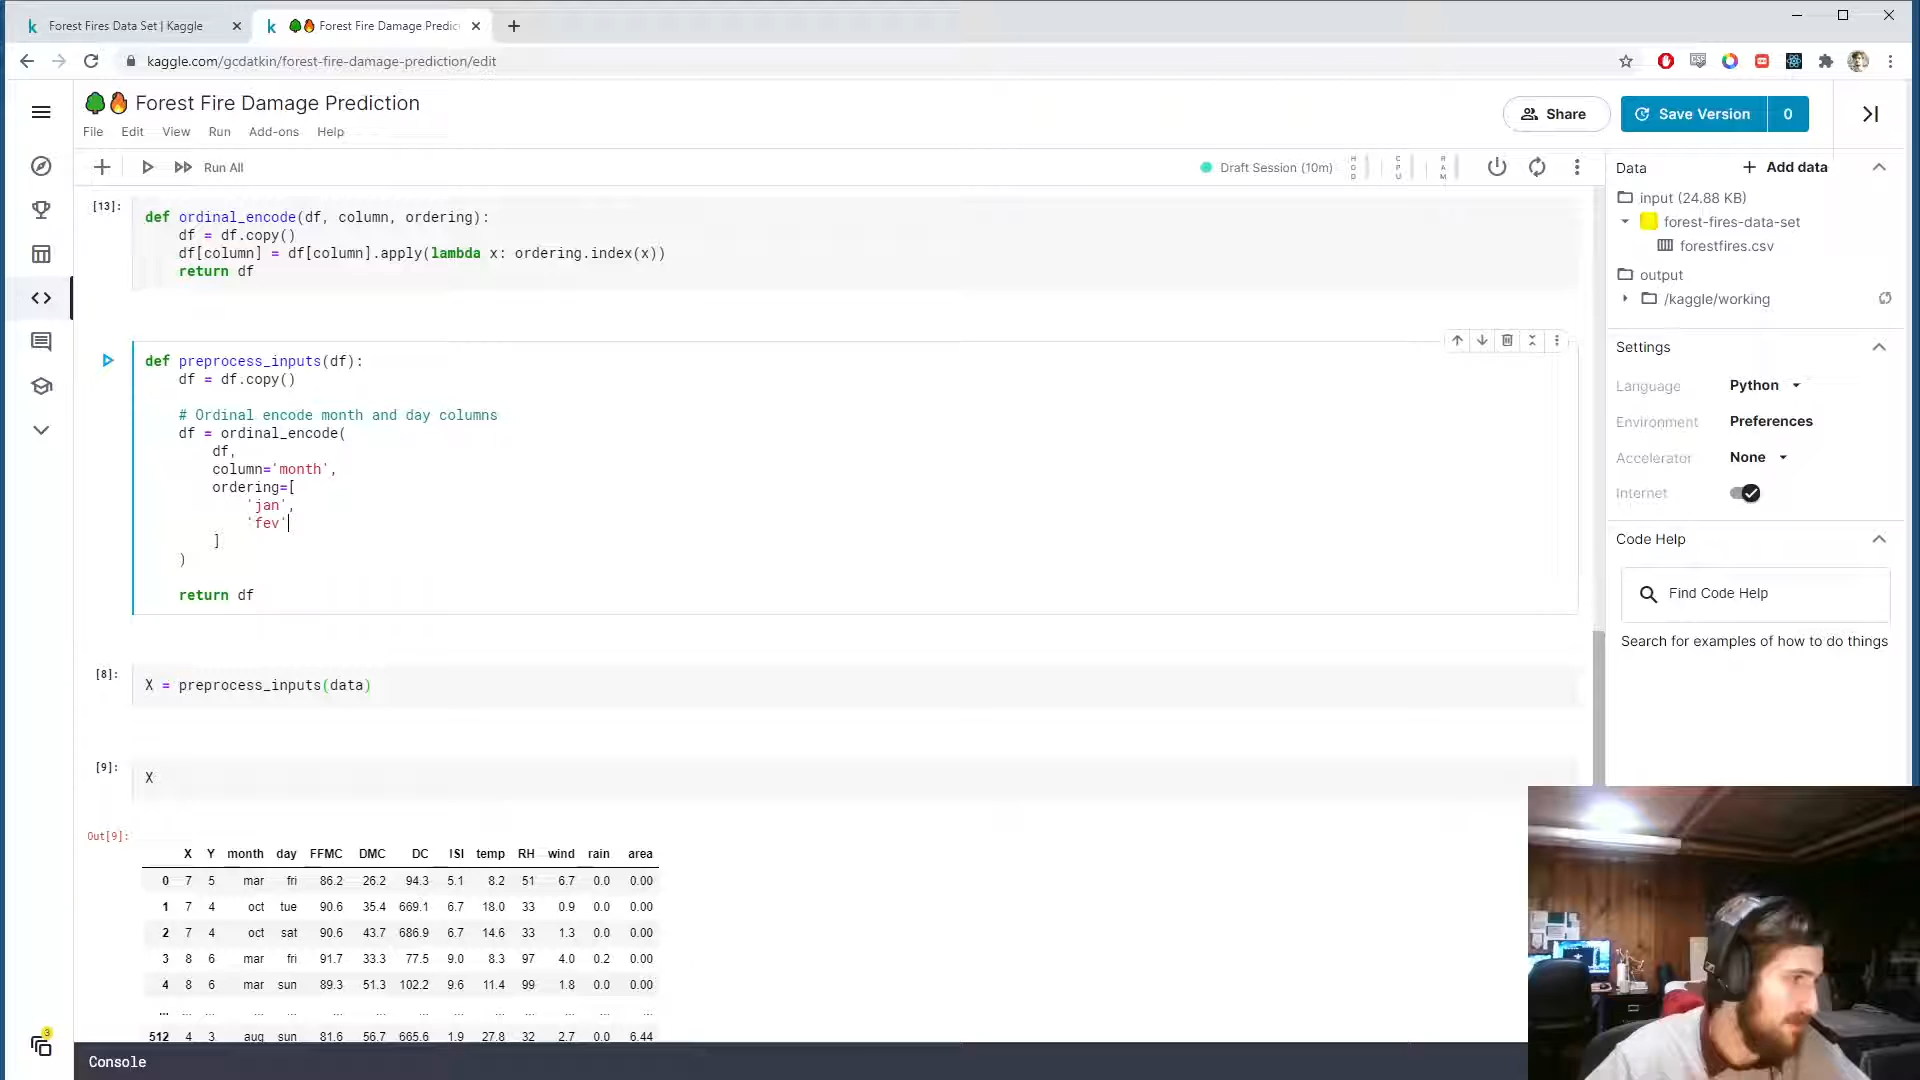 Forest Fires Data Set | Kaggle
Forest Fire Damage Predic
kaggle.com/gcdatkin/forest-fire-damage-prediction/edit
Forest Fire Damage Prediction
File Edit View Run Add-ons Help
Share
Save Version 0
Run All
Draft Session (10m)
HDD
CPU
RAM
Data
Add data
input (24.88 KB)
forest-fires-data-set
forestfires.csv
output
/kaggle/working
Settings
Language Python
Environment Preferences
Accelerator None
Internet
Code Help
Find Code Help
Search for examples of how to do things
[13]:
def ordinal_encode(df, column, ordering):
df = df.copy()
df[column] = df[column].apply(lambda x: ordering.index(x))
return df
def preprocess_inputs(df):
df = df.copy()
# Ordinal encode month and day columns
df = ordinal_encode(
df,
column='month',
ordering=[
'jan',
'fev'
]
)
return df
[8]:
X = preprocess_inputs(data)
[9]:
X
Out[9]:
X Y month day FFMC DMC DC ISI temp RH wind rain area
0 7 5 mar fri 86.2 26.2 94.3 5.1 8.2 51 6.7 0.0 0.00
1 7 4 oct tue 90.6 35.4 669.1 6.7 18.0 33 0.9 0.0 0.00
2 7 4 oct sat 90.6 43.7 686.9 6.7 14.6 33 1.3 0.0 0.00
3 8 6 mar fri 91.7 33.3 77.5 9.0 8.3 97 4.0 0.2 0.00
4 8 6 mar sun 89.3 51.3 102.2 9.6 11.4 99 1.8 0.0 0.00
... ... ... ... ... ... ... ... ... ... ... ... ... ...
512 4 3 aug sun 81.6 56.7 665.6 1.9 27.8 32 2.7 0.0 6.44
3
Console